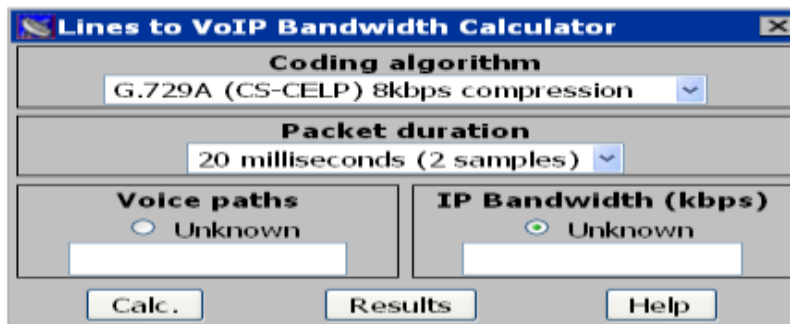 Lines to VoIP Bandwidth Calculator
Coding algorithm
G.729A (CS-CELP) 8kbps compression
Packet duration
20 milliseconds (2 samples)
Voice paths
Unknown
IP Bandwidth (kbps)
Unknown
Calc. Results Help